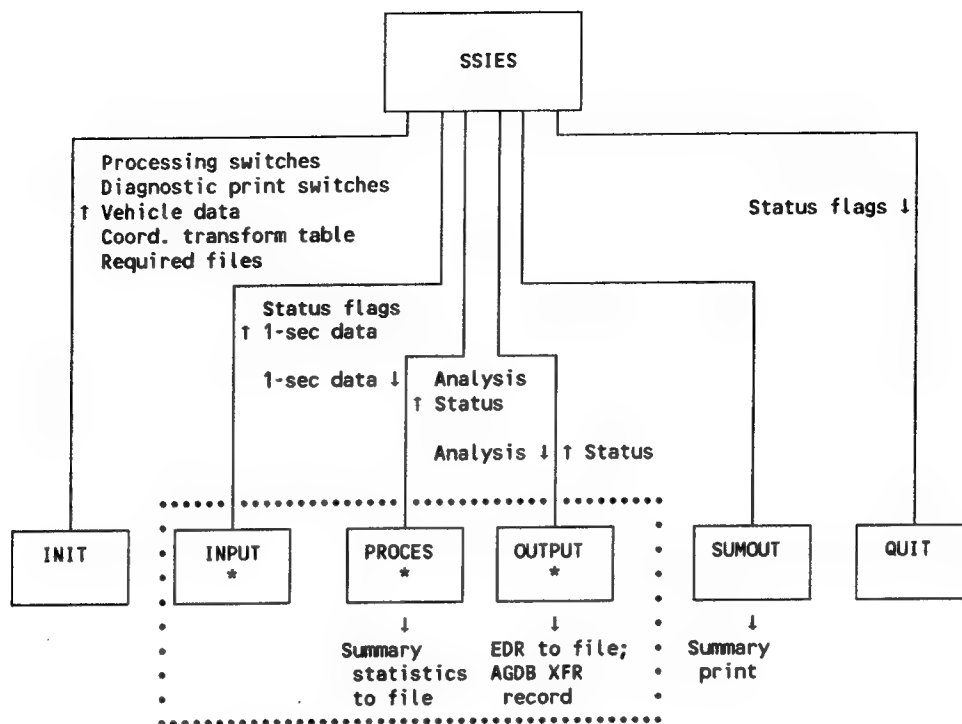 SSIES
Processing switches
Diagnostic print switches
↑ Vehicle data
Coord. transform table
Required files
Status flags ↓
Status flags
↑ 1-sec data
1-sec data ↓
Analysis
↑ Status
Analysis ↓ ↑ Status
INIT
INPUT
*
PROCES
*
OUTPUT
*
SUMOUT
QUIT
↓
Summary
statistics
to file
↓
EDR to file;
AGDB XFR
record
↓
Summary
print